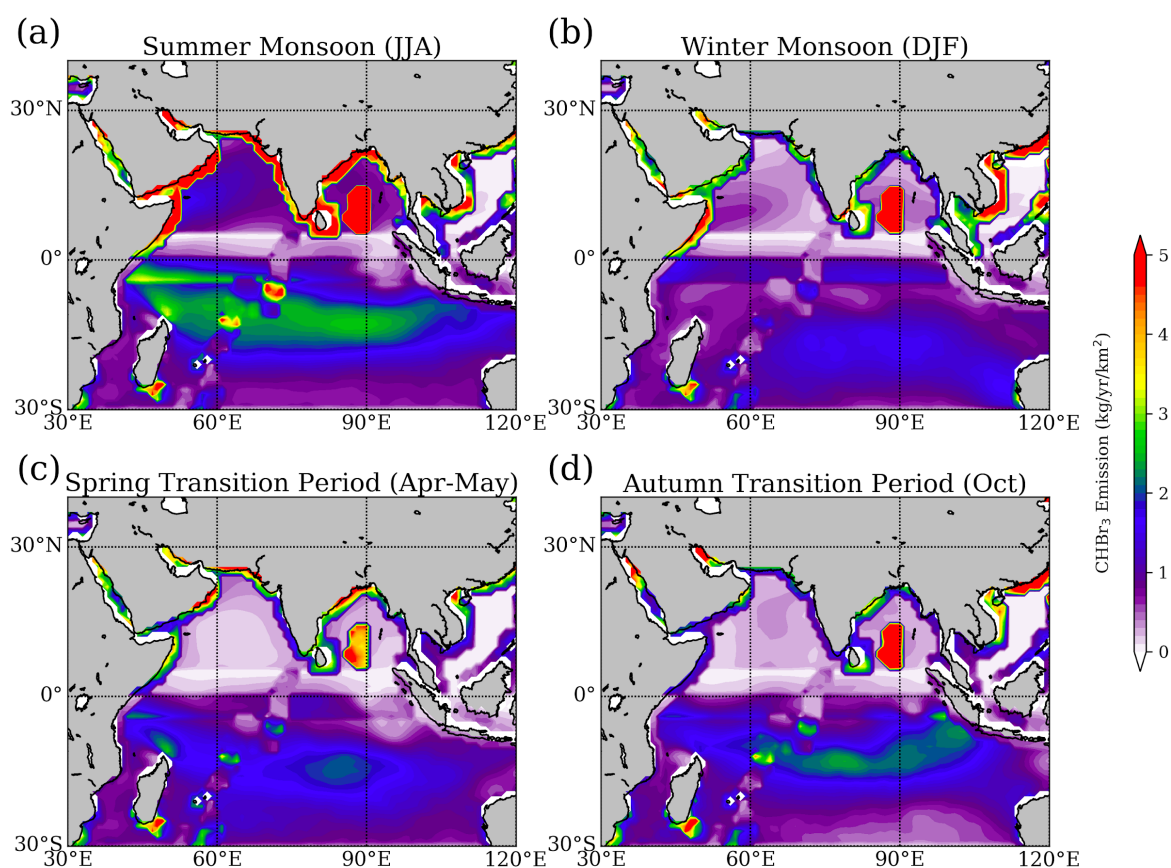 (a) Summer Monsoon (JJA)
(b) Winter Monsoon (DJF)
30°N
0°
30°S
30°E 60°E 90°E 120°E
30°N
0°
30°S
30°E 60°E 90°E 120°E
(c) Spring Transition Period (Apr-May)
(d) Autumn Transition Period (Oct)
30°N
0°
30°S
30°E 60°E 90°E 120°E
30°N
0°
30°S
30°E 60°E 90°E 120°E
5
4
3
2
1
0
CHBr₃ Emission (kg/yr/km²)